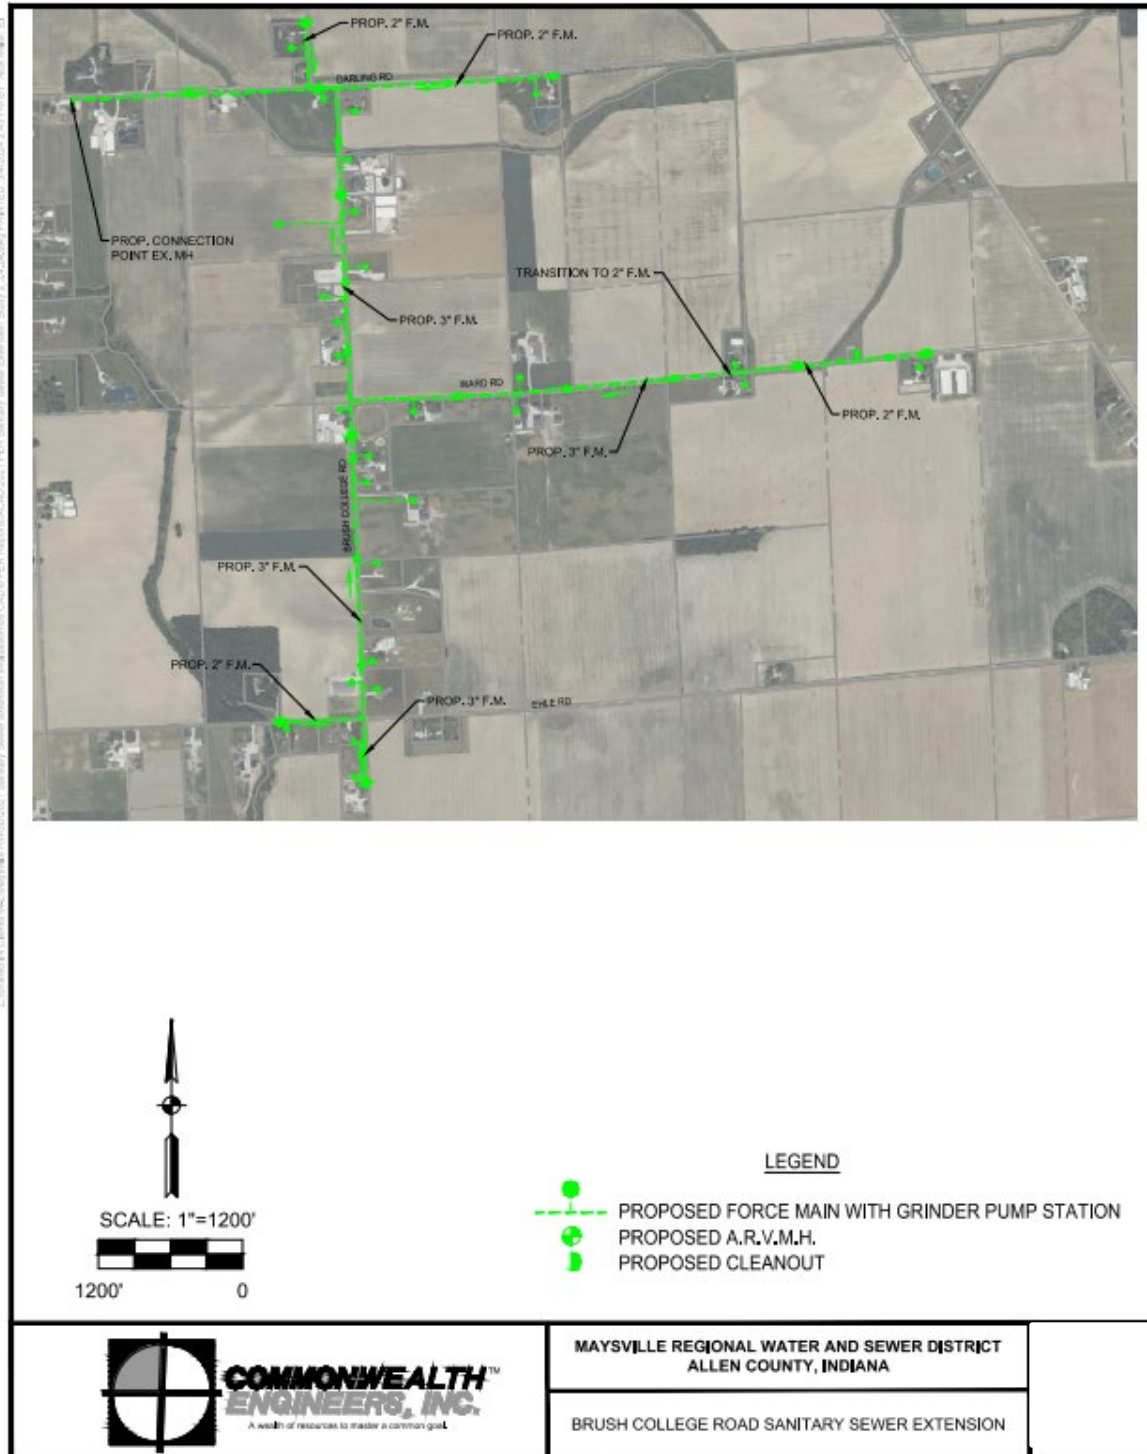 PROP. 2" F.M.
PROP. 2" F.M.
DARLING RD
PROP. CONNECTION
POINT EX. MH
TRANSITION TO 2" F.M.
PROP. 3" F.M.
WARD RD
PROP. 2" F.M.
PROP. 3" F.M.
BRUSH COLLEGE RD
PROP. 3" F.M.
PROP. 2" F.M.
PROP. 3" F.M.
EHLE RD
SCALE: 1"=1200'
1200' 0
LEGEND
PROPOSED FORCE MAIN WITH GRINDER PUMP STATION
PROPOSED A.R.V.M.H.
PROPOSED CLEANOUT
COMMONWEALTH™
ENGINEERS, INC.
A wealth of resources to master a common goal.
MAYSVILLE REGIONAL WATER AND SEWER DISTRICT
ALLEN COUNTY, INDIANA
BRUSH COLLEGE ROAD SANITARY SEWER EXTENSION